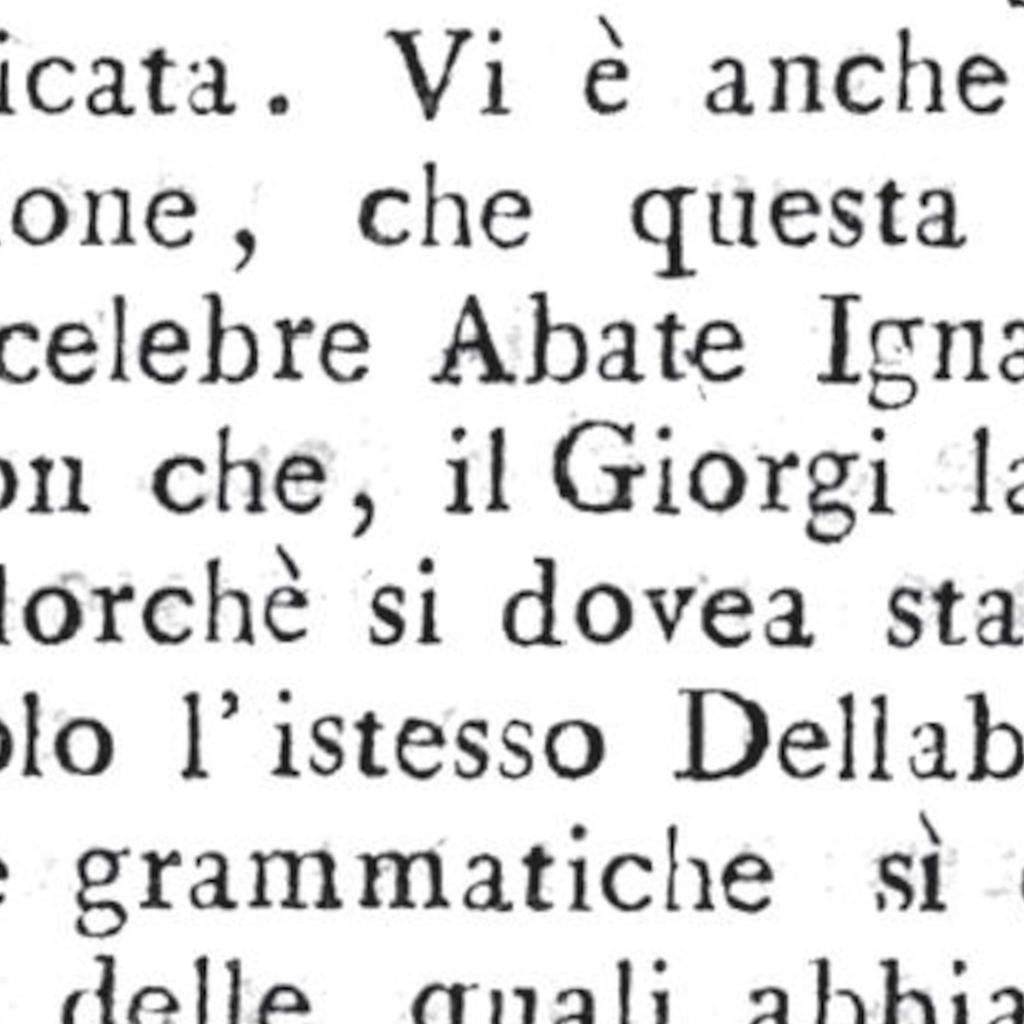 icata. Vi è anche
ione, che questa
celebre Abate Igna
on che, il Giorgi la
lorchè si dovea sta
olo l'istesso Dellab
e grammatiche sì
delle quali abbia